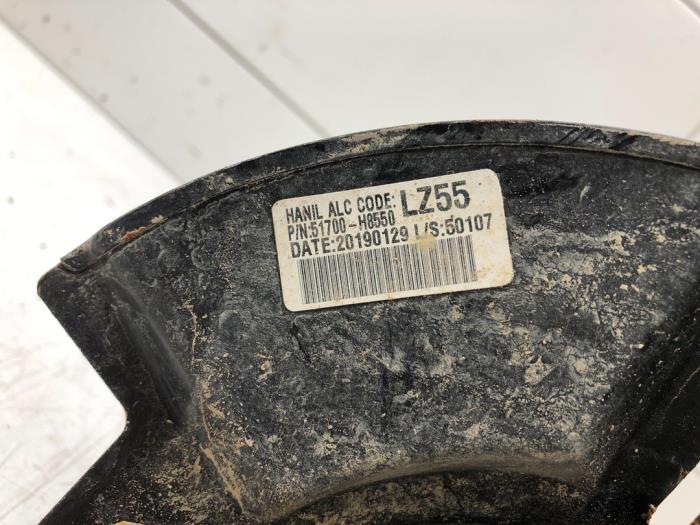 HANIL ALC CODE: LZ55
P/N:51700-H8550
DATE:20190129 L/S:50107